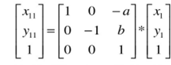 [x₁₁] = [1 0 -a] * [x₁]
[y₁₁] = [0 -1 b] * [y₁]
[1] = [0 0 1] * [1]